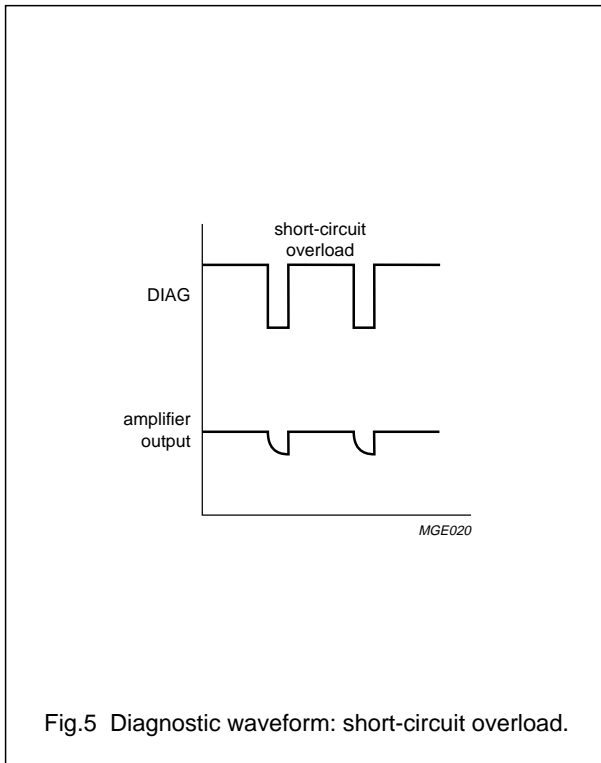 short-circuit
overload
DIAG
amplifier
output
MGE020
Fig.5 Diagnostic waveform: short-circuit overload.